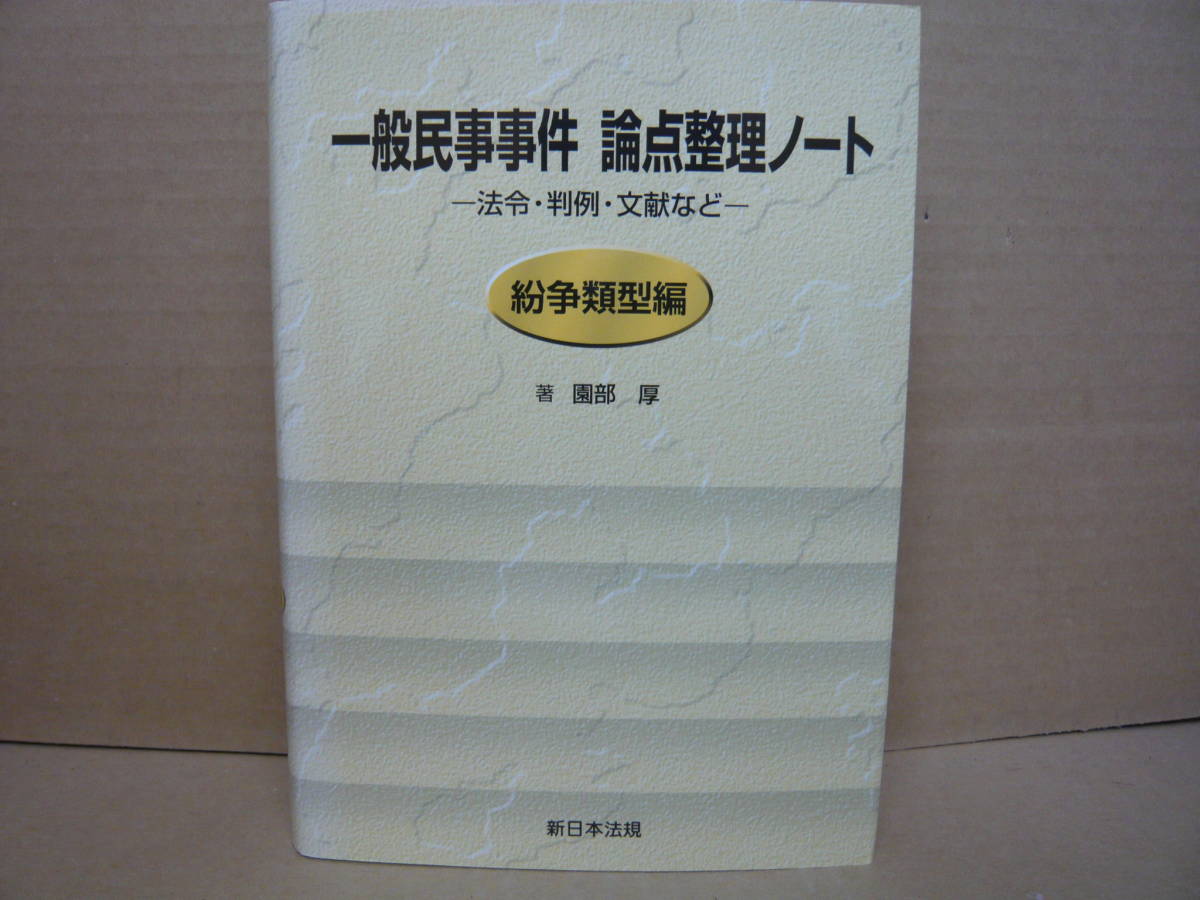 一般民事事件 論点整理ノート
―法令・判例・文献など―
紛争類型編
著 園部 厚
新日本法規